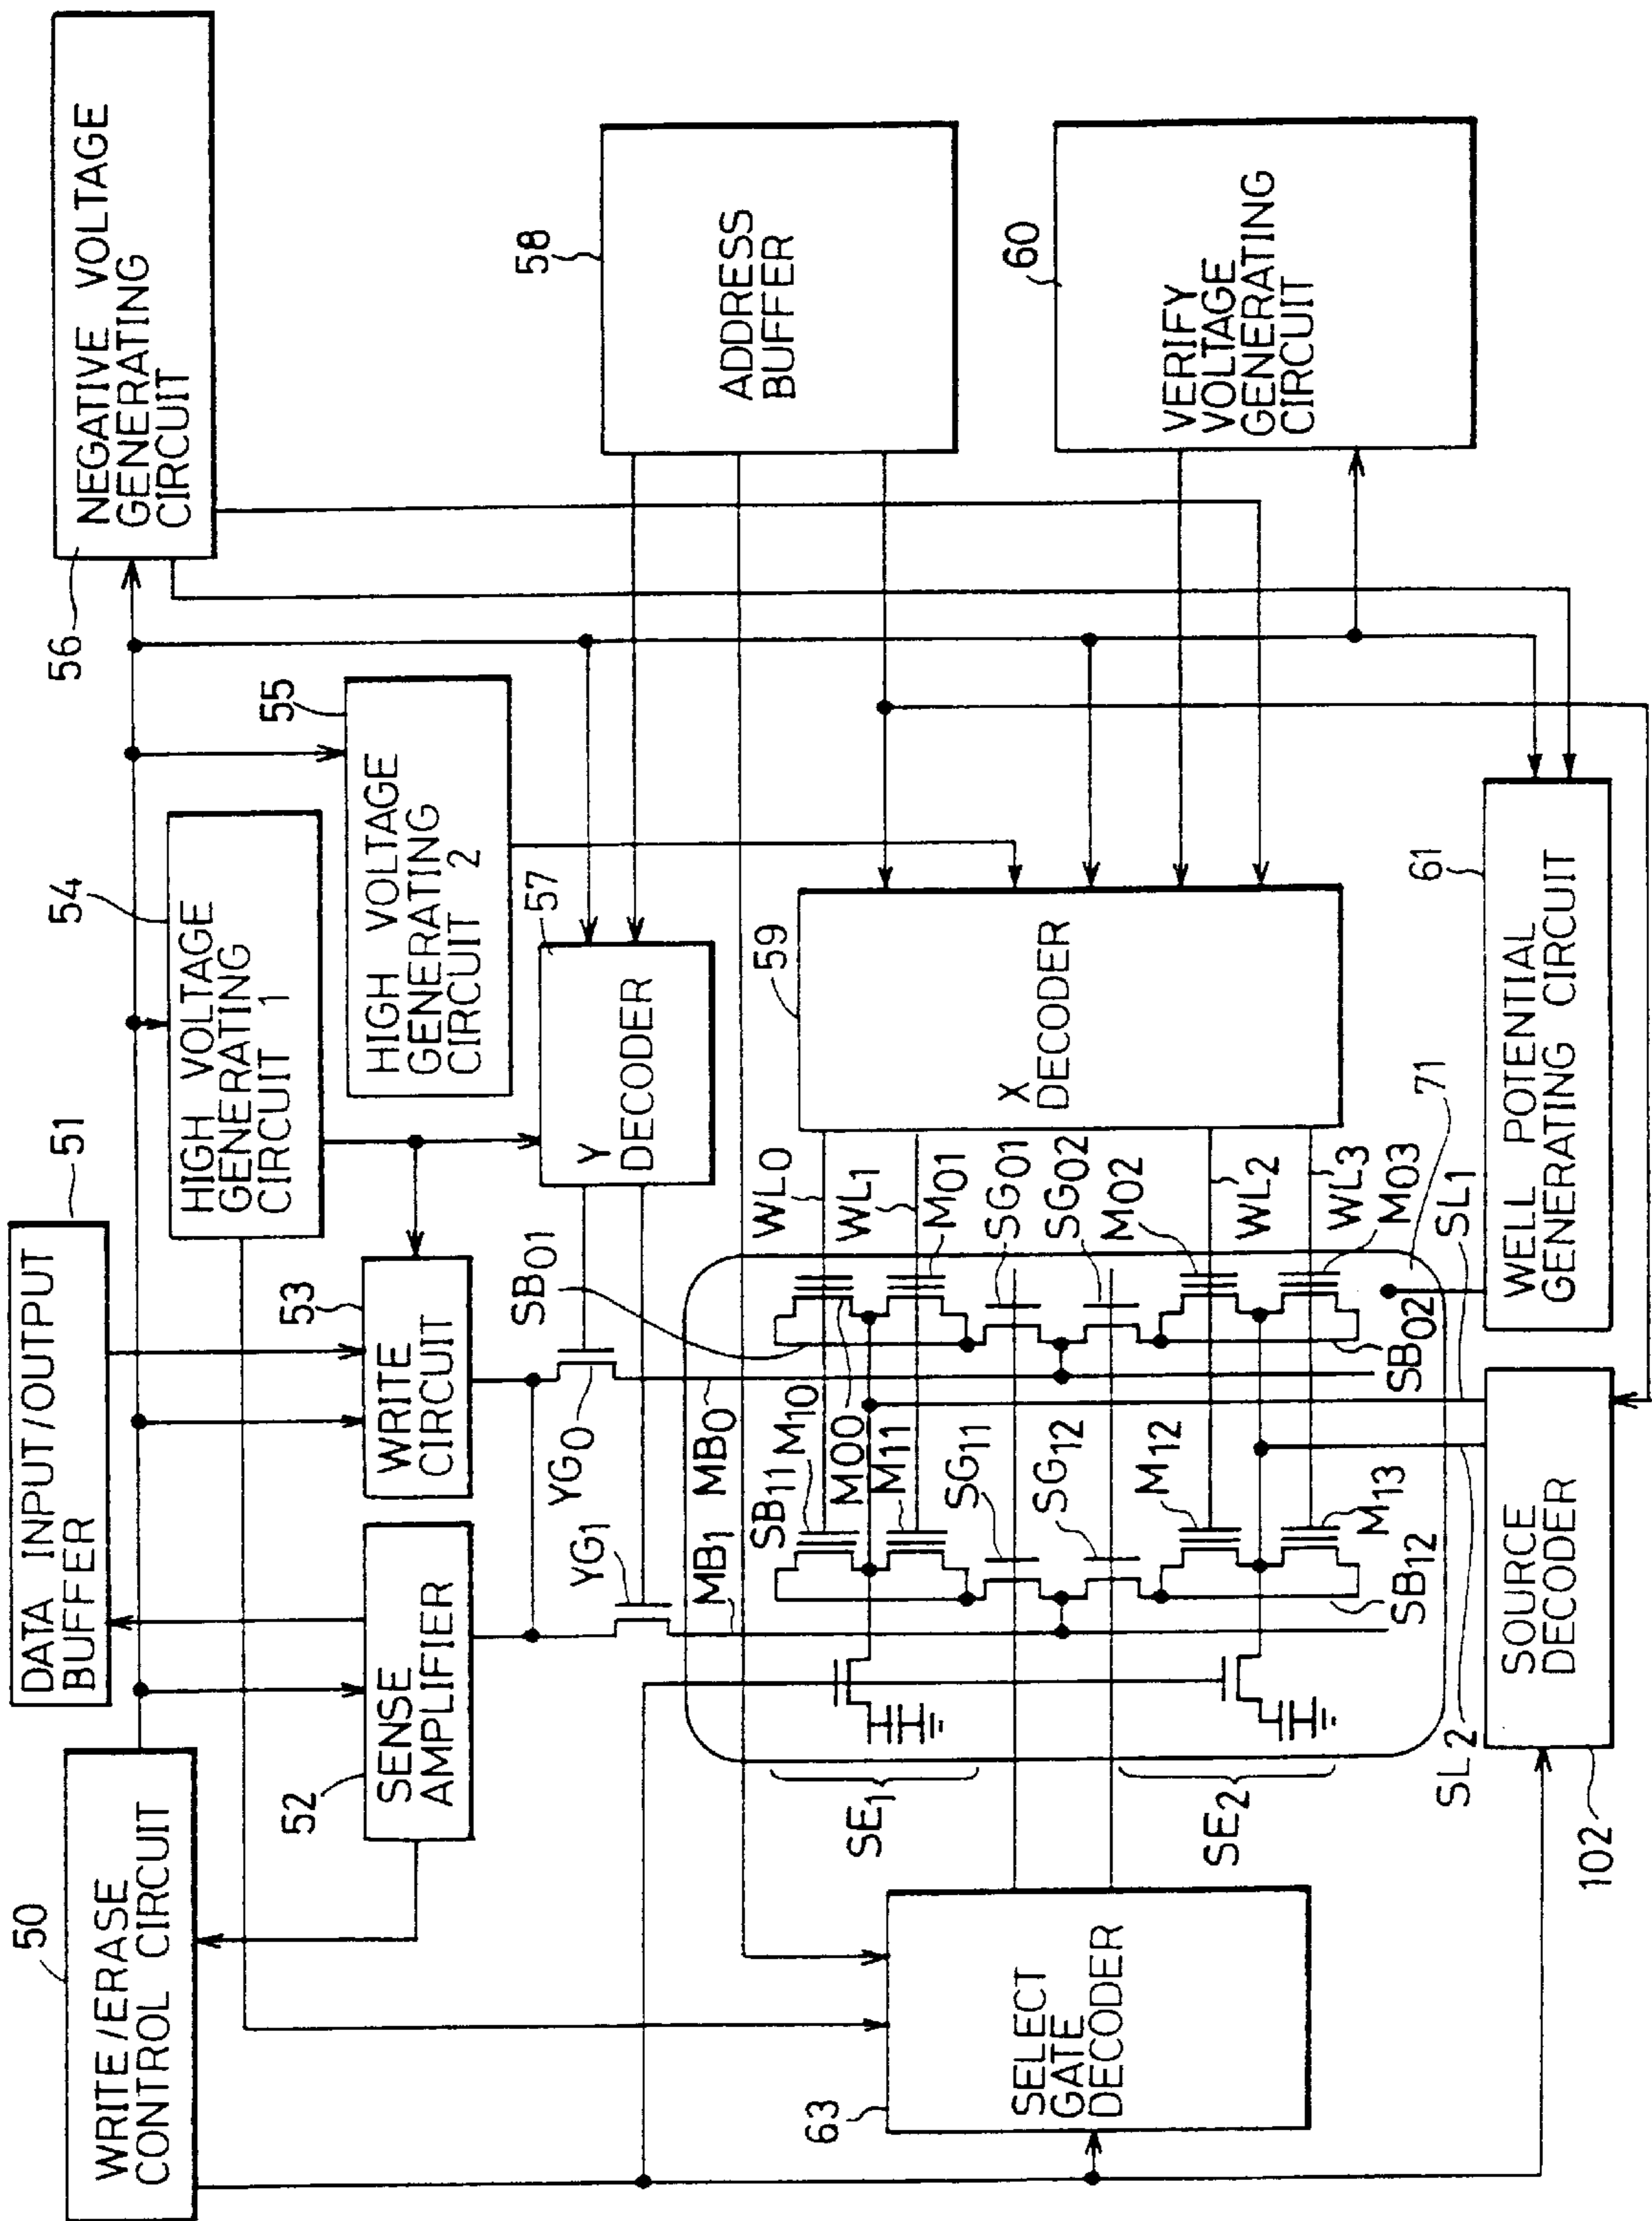 50
WRITE/ERASE
CONTROL CIRCUIT
51
DATA INPUT/OUTPUT
BUFFER
52
SENSE
AMPLIFIER
53
WRITE
CIRCUIT
54
HIGH VOLTAGE
GENERATING
CIRCUIT
1
55
HIGH VOLTAGE
GENERATING
CIRCUIT
2
56
NEGATIVE VOLTAGE
GENERATING
CIRCUIT
57
Y
DECODER
58
ADDRESS
BUFFER
59
X
DECODER
60
VERIFY
VOLTAGE
GENERATING
CIRCUIT
61
WELL POTENTIAL
GENERATING CIRCUIT
63
SELECT
GATE
DECODER
71
102
SOURCE
DECODER
YG0
YG1
MB0
MB1
SB01
SB11
M10
M00
M11
SG11
SG12
M12
M13
SB12
WL0
WL1
M01
SG01
SG02
M02
WL2
WL3
M03
SB02
SL1
SL2
SE1
SE2